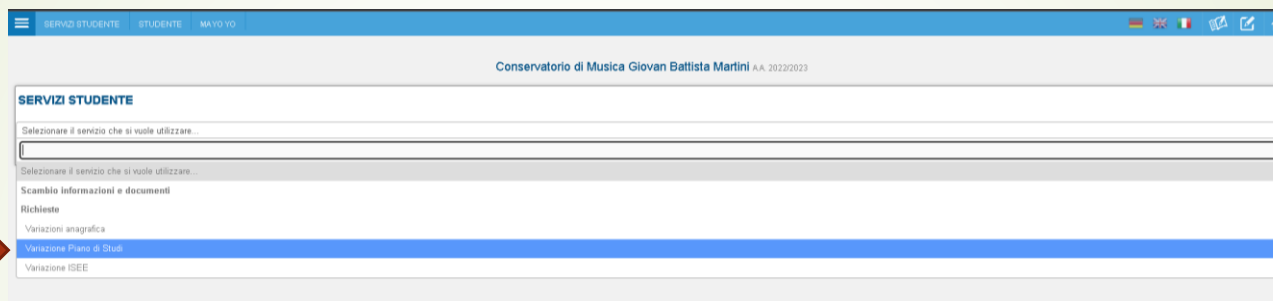 SERVIZI STUDENTE STUDENTE MAYO YO
Conservatorio di Musica Giovan Battista Martini A.A. 2022/2023
SERVIZI STUDENTE
Selezionare il servizio che si vuole utilizzare...
Selezionare il servizio che si vuole utilizzare...
Scambio informazioni e documenti
Richieste
Variazioni anagrafica
Variazione Piano di Studi
Variazione ISEE